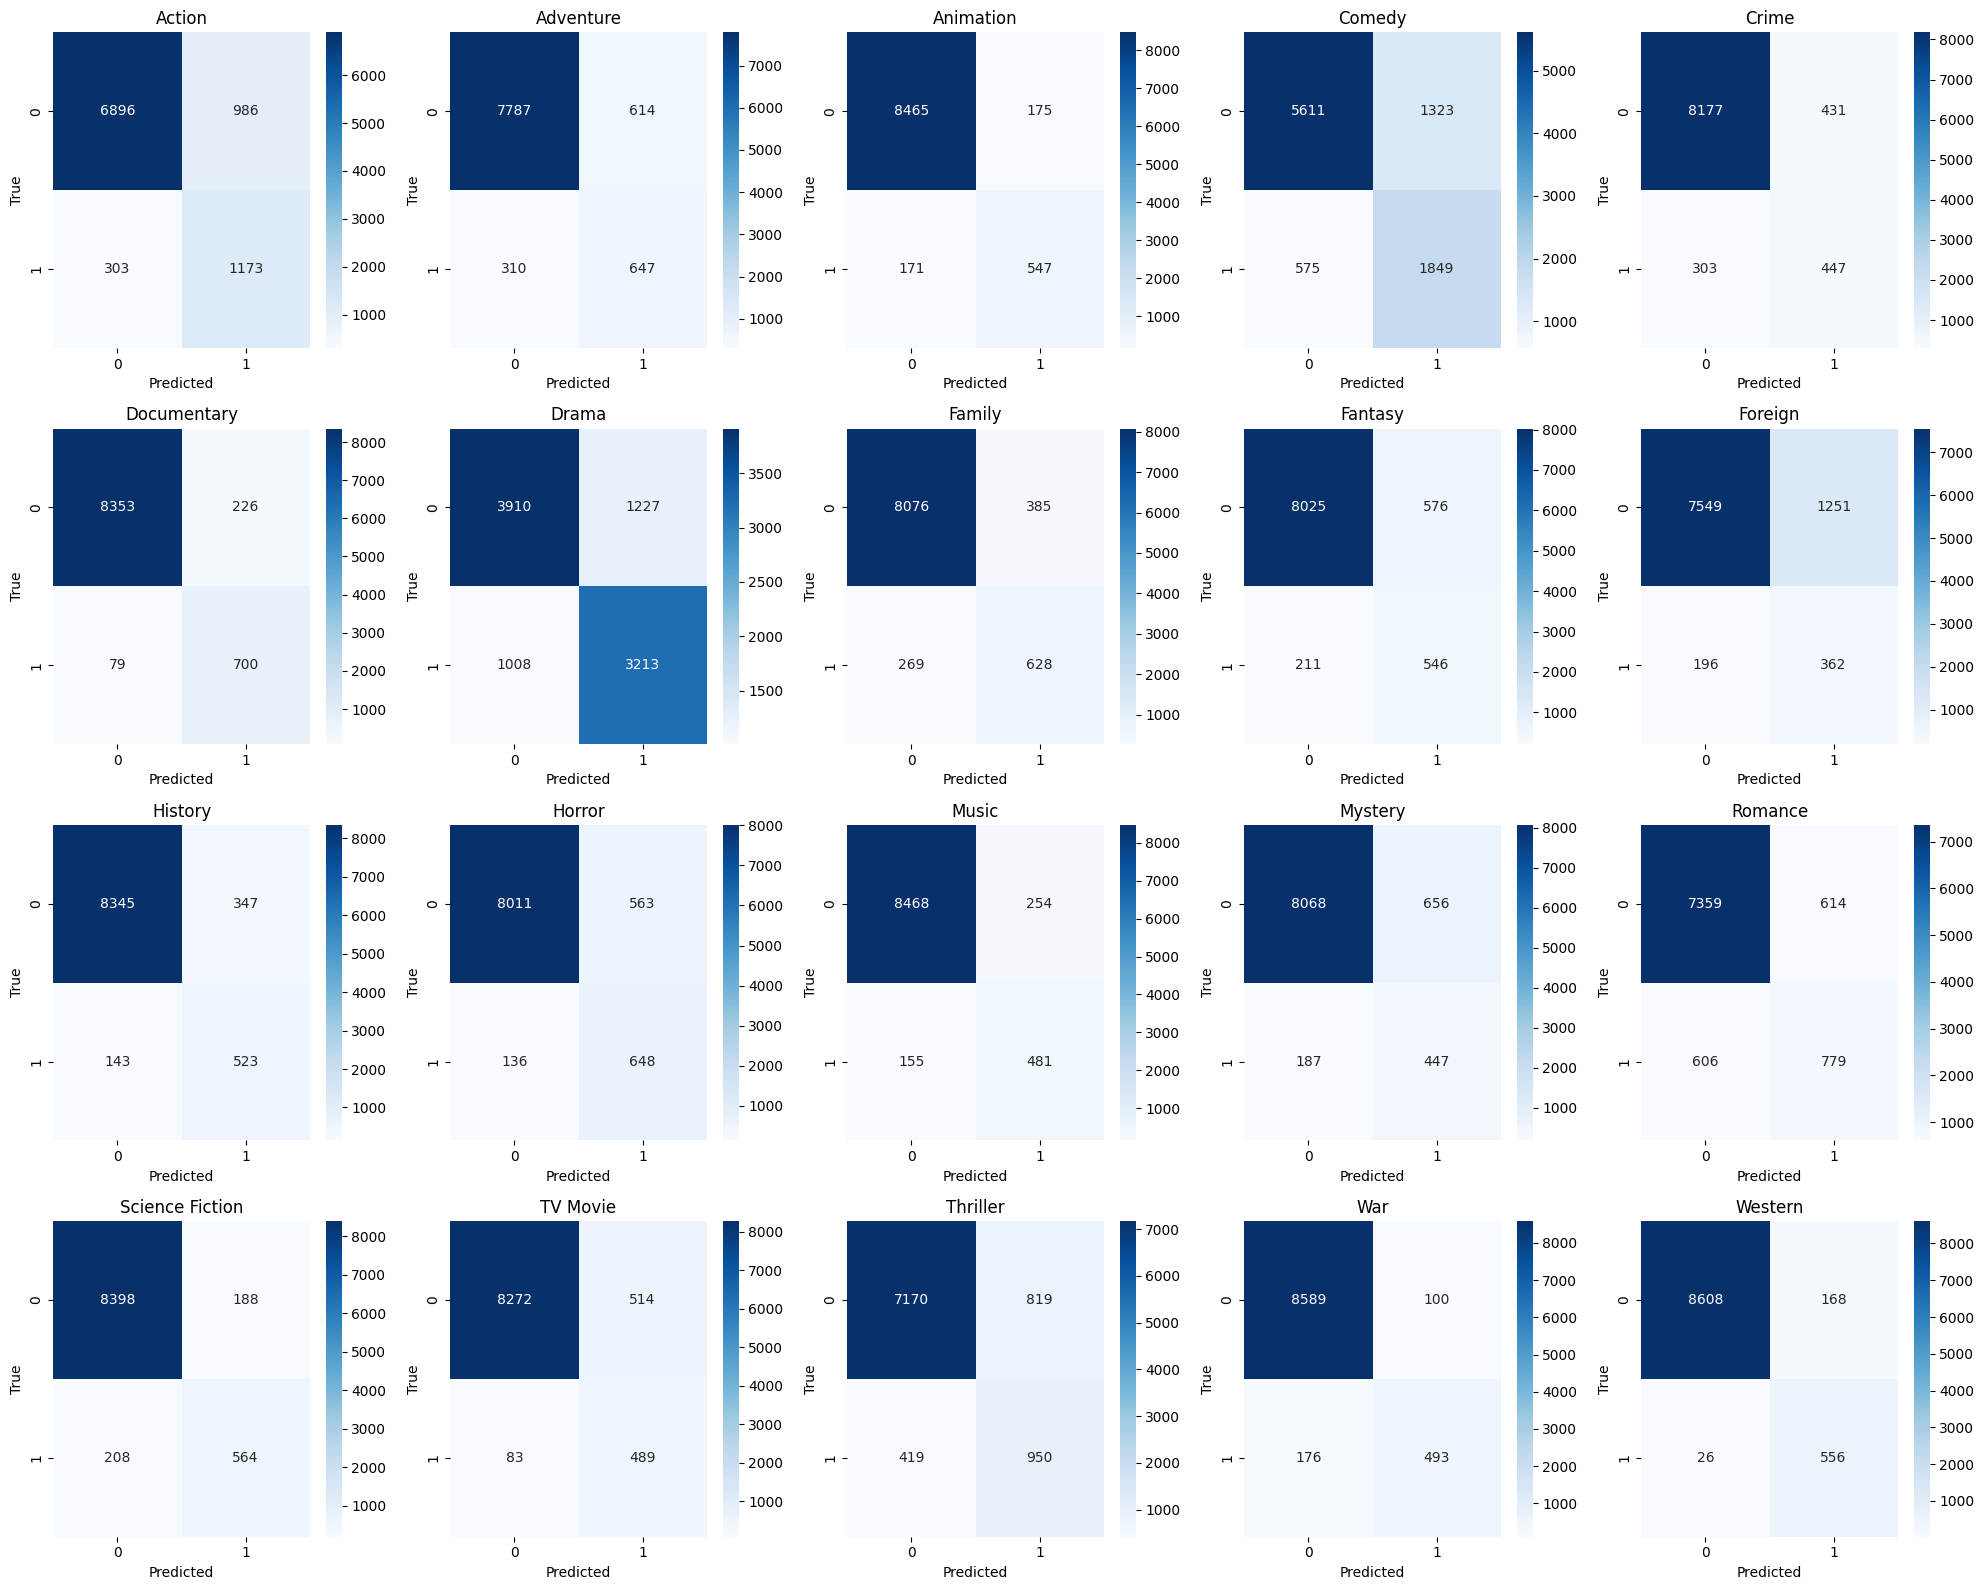 Action Adventure Animation Comedy Crime
6896 986 7787 614 8465 175 5611 1323 8177 431
303 1173 310 647 171 547 575 1849 303 447
0 1 0 1 0 1 0 1 0 1
True True True True True
0 1 0 1 0 1 0 1 0 1
Predicted Predicted Predicted Predicted Predicted
6000 5000 4000 3000 2000 1000
7000 6000 5000 4000 3000 2000 1000
8000 7000 6000 5000 4000 3000 2000 1000
5000 4000 3000 2000 1000
8000 7000 6000 5000 4000 3000 2000 1000
Documentary Drama Family Fantasy Foreign
8353 226 3910 1227 8076 385 8025 576 7549 1251
79 700 1008 3213 269 628 211 546 196 362
0 1 0 1 0 1 0 1 0 1
True True True True True
0 1 0 1 0 1 0 1 0 1
Predicted Predicted Predicted Predicted Predicted
8000 7000 6000 5000 4000 3000 2000 1000
3500 3000 2500 2000 1500
8000 7000 6000 5000 4000 3000 2000 1000
8000 7000 6000 5000 4000 3000 2000 1000
7000 6000 5000 4000 3000 2000 1000
History Horror Music Mystery Romance
8345 347 8011 563 8468 254 8068 656 7359 614
143 523 136 648 155 481 187 447 606 779
0 1 0 1 0 1 0 1 0 1
True True True True True
0 1 0 1 0 1 0 1 0 1
Predicted Predicted Predicted Predicted Predicted
8000 7000 6000 5000 4000 3000 2000 1000
8000 7000 6000 5000 4000 3000 2000 1000
8000 7000 6000 5000 4000 3000 2000 1000
8000 7000 6000 5000 4000 3000 2000 1000
7000 6000 5000 4000 3000 2000 1000
Science Fiction TV Movie Thriller War Western
8398 188 8272 514 7170 819 8589 100 8608 168
208 564 83 489 419 950 176 493 26 556
0 1 0 1 0 1 0 1 0 1
True True True True True
0 1 0 1 0 1 0 1 0 1
Predicted Predicted Predicted Predicted Predicted
8000 7000 6000 5000 4000 3000 2000 1000
8000 7000 6000 5000 4000 3000 2000 1000
7000 6000 5000 4000 3000 2000 1000
8000 7000 6000 5000 4000 3000 2000 1000
8000 7000 6000 5000 4000 3000 2000 1000